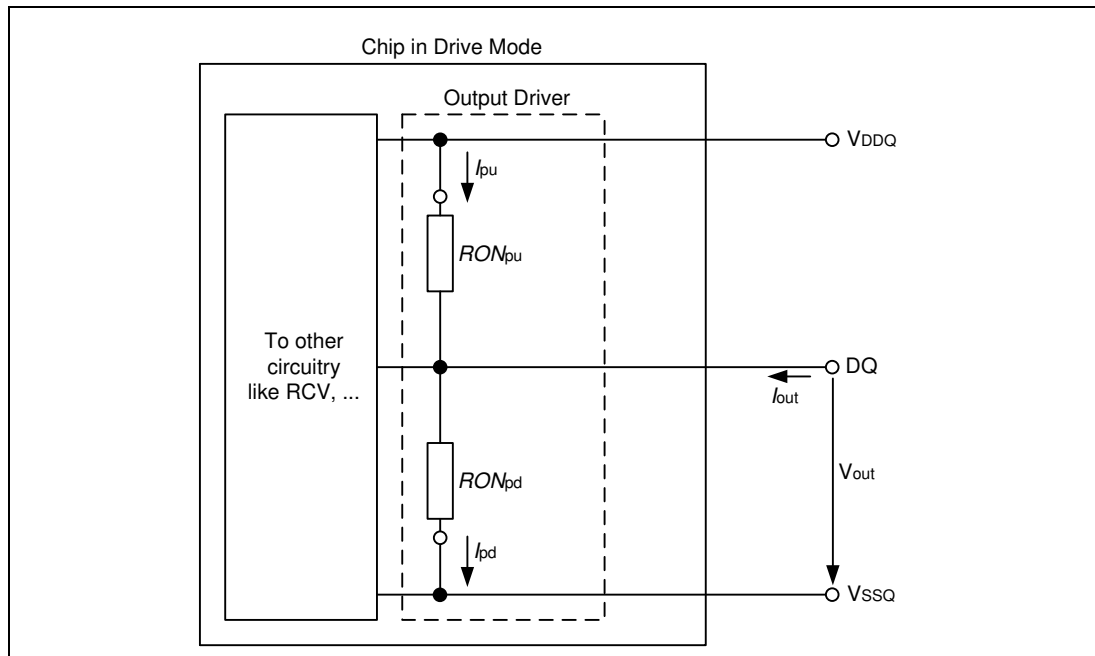 Chip in Drive Mode
Output Driver
VDDQ
Ipu
RONpu
To other
circuitry
like RCV, ...
DQ
Iout
RONpd
Vout
Ipd
VSSQ